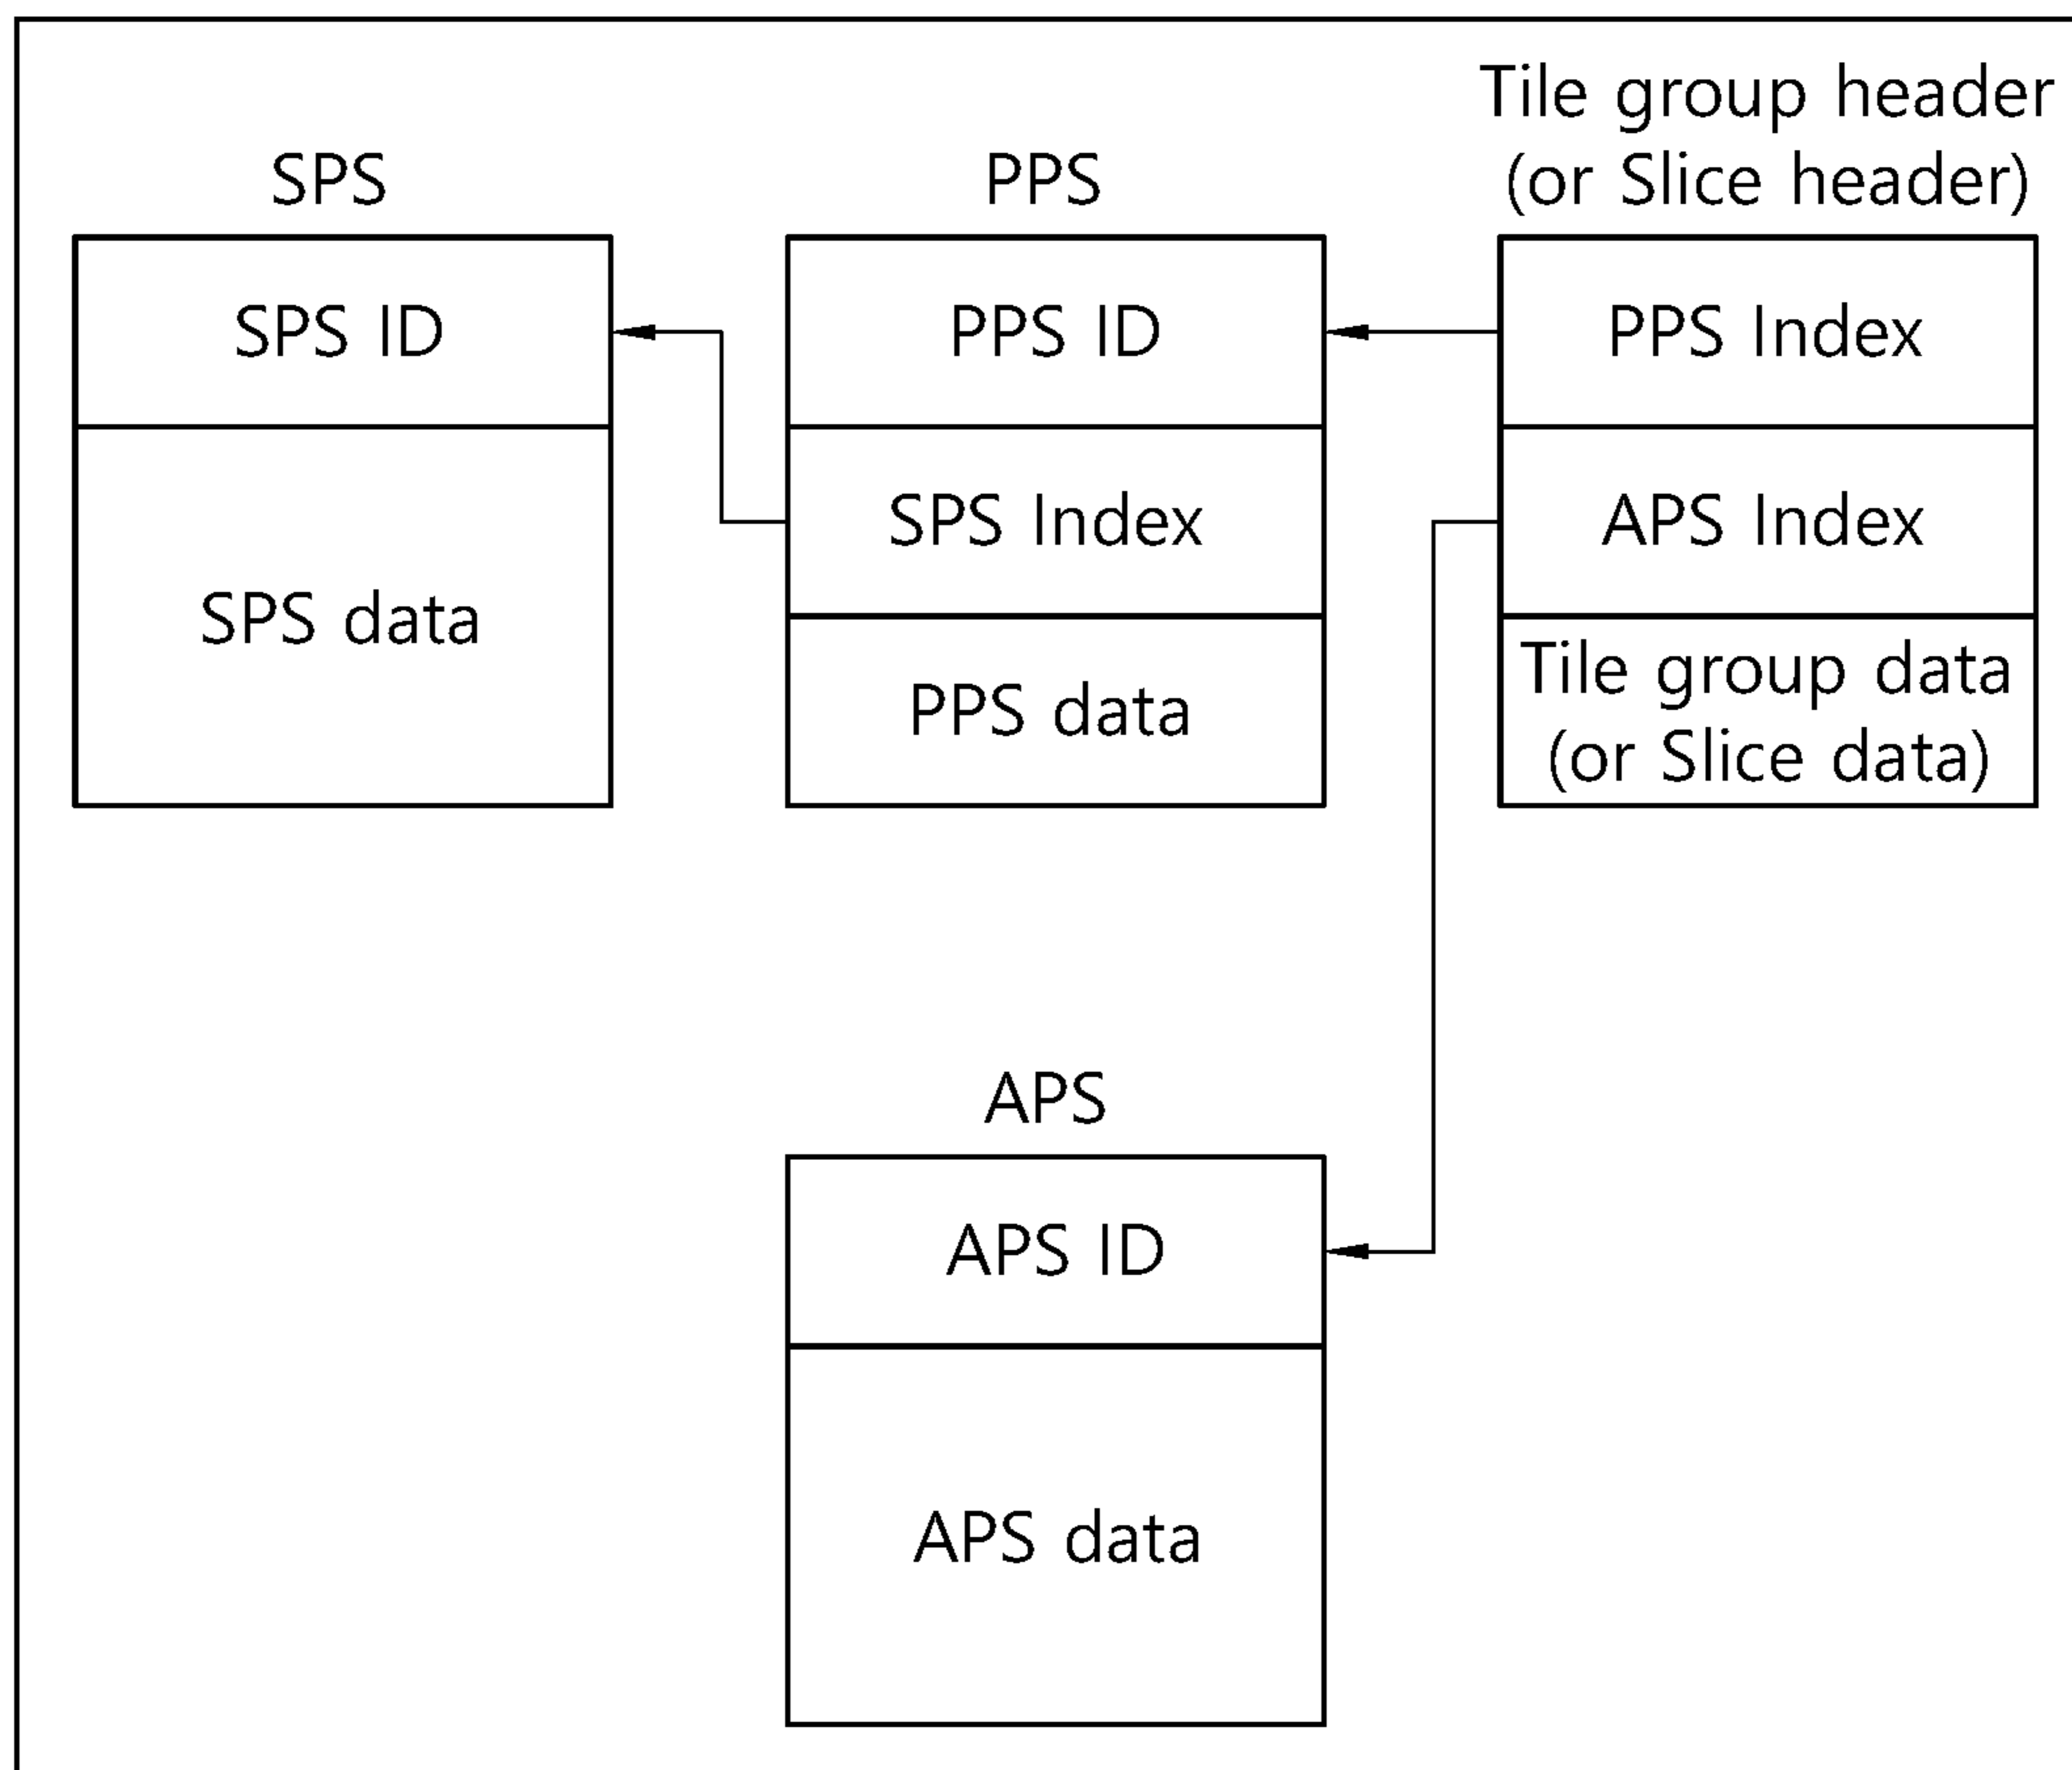 SPS
SPS ID
SPS data
PPS
PPS ID
SPS Index
PPS data
Tile group header
(or Slice header)
PPS Index
APS Index
Tile group data
(or Slice data)
APS
APS ID
APS data